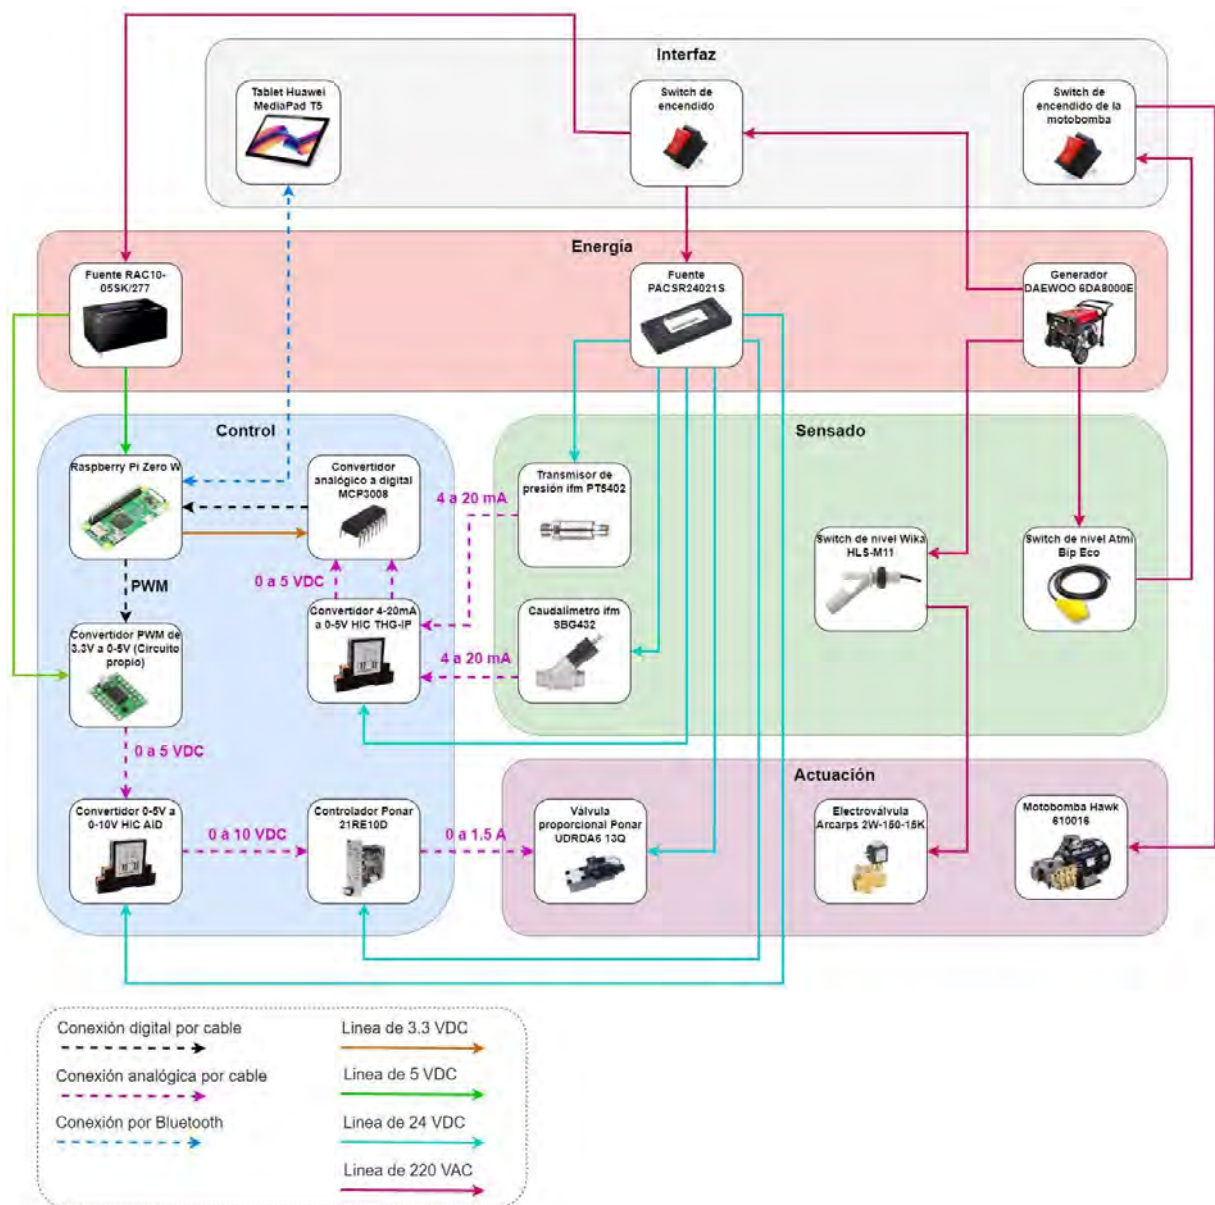 Interfaz
Tablet Huawei
MediaPad T5
Switch de
encendido
Switch de
encendido de la
motobomba
Energía
Fuente RAC10-
05SK/277
Fuente
PACSR24021S
Generador
DAEWOO 6DA8000E
Control
Raspberry Pi Zero W
Convertidor
analógico a digital
MCP3008
PWM
0 a 5 VDC
Convertidor PWM de
3.3V a 0-5V (Circuito
propio)
Convertidor 4-20mA
a 0-5V HIC THG-IP
0 a 5 VDC
Convertidor 0-5V a
0-10V HIC AID
0 a 10 VDC
Controlador Ponar
21RE10D
Sensado
4 a 20 mA
Transmisor de
presión ifm PT5402
Switch de nivel Wika
HLS-M11
Switch de nivel Atmi
Bip Eco
4 a 20 mA
Caudalímetro ifm
SBG432
Actuación
0 a 1.5 A
Válvula
proporcional Ponar
UDRDA6 13Q
Electroválvula
Arcarps 2W-150-15K
Motobomba Hawk
610016
Conexión digital por cable
Conexión analógica por cable
Conexión por Bluetooth
Linea de 3.3 VDC
Línea de 5 VDC
Línea de 24 VDC
Linea de 220 VAC